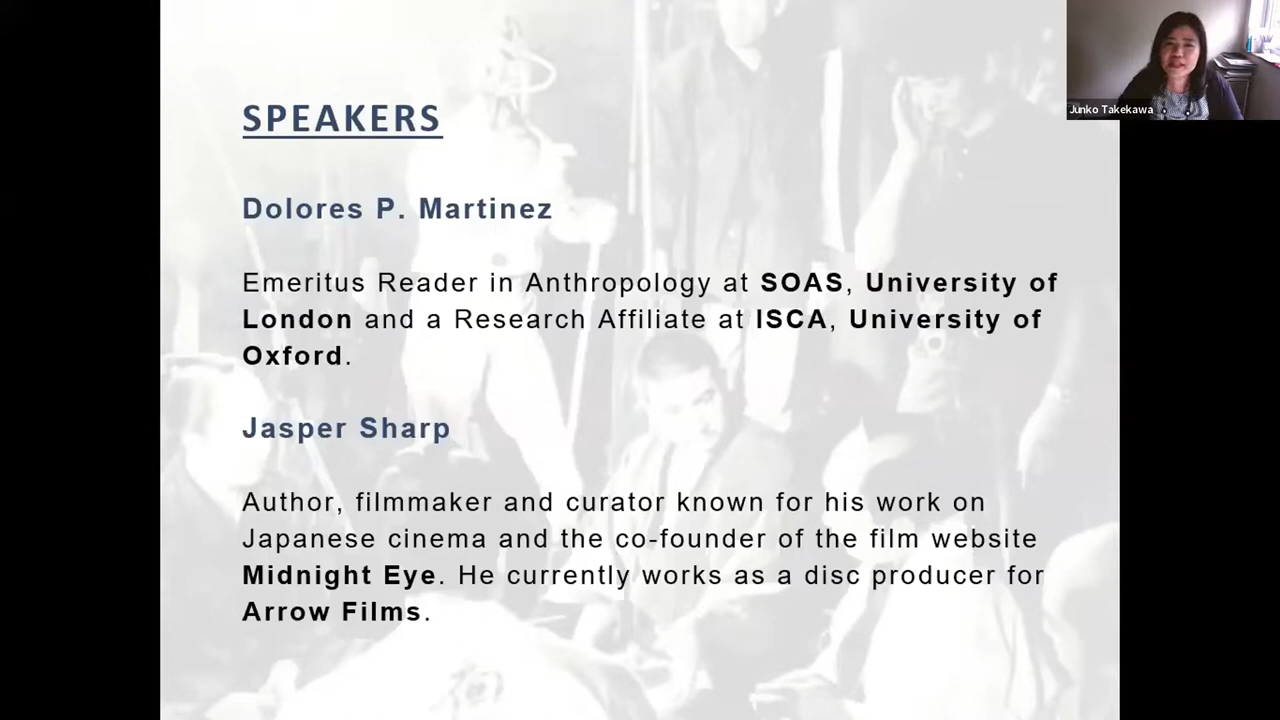 SPEAKERS
Junko Takekawa
Dolores P. Martinez
Emeritus Reader in Anthropology at SOAS, University of
London and a Research Affiliate at ISCA, University of
Oxford.
Jasper Sharp
Author, filmmaker and curator known for his work on
Japanese cinema and the co-founder of the film website
Midnight Eye. He currently works as a disc producer for
Arrow Films.